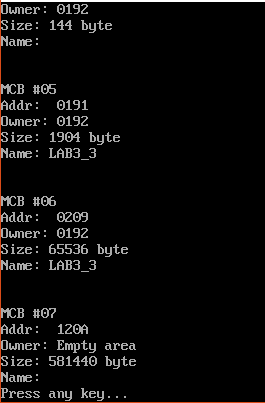 Owner: 0192
Size: 144 byte
Name:
MCB #05
Addr:  0191
Owner: 0192
Size: 1904 byte
Name: LAB3_3
MCB #06
Addr:  0209
Owner: 0192
Size: 65536 byte
Name: LAB3_3
MCB #07
Addr:  120A
Owner: Empty area
Size: 581440 byte
Name:
Press any key...